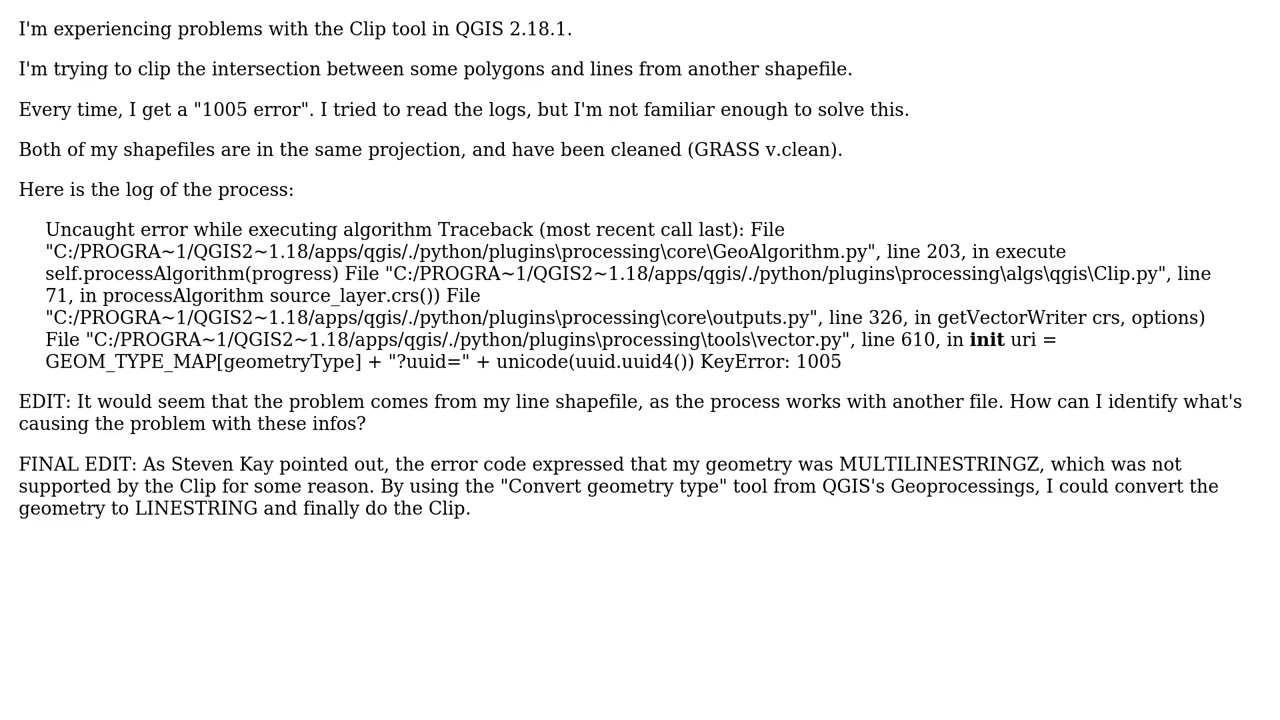 I'm experiencing problems with the Clip tool in QGIS 2.18.1.
I'm trying to clip the intersection between some polygons and lines from another shapefile.
Every time, I get a "1005 error". I tried to read the logs, but I'm not familiar enough to solve this.
Both of my shapefiles are in the same projection, and have been cleaned (GRASS v.clean).
Here is the log of the process:
Uncaught error while executing algorithm Traceback (most recent call last): File
"C:/PROGRA~1/QGIS2~1.18/apps/qgis/./python/plugins\processing\core\GeoAlgorithm.py", line 203, in execute
self.processAlgorithm(progress) File "C:/PROGRA~1/QGIS2~1.18/apps/qgis/./python/plugins\processing\algs\qgis\Clip.py", line
71, in processAlgorithm source_layer.crs()) File
"C:/PROGRA~1/QGIS2~1.18/apps/qgis/./python/plugins\processing\core\outputs.py", line 326, in getVectorWriter crs, options)
File "C:/PROGRA~1/QGIS2~1.18/apps/qgis/./python/plugins\processing\tools\vector.py", line 610, in init uri =
GEOM_TYPE_MAP[geometryType] + "?uuid=" + unicode(uuid.uuid4()) KeyError: 1005
EDIT: It would seem that the problem comes from my line shapefile, as the process works with another file. How can I identify what's
causing the problem with these infos?
FINAL EDIT: As Steven Kay pointed out, the error code expressed that my geometry was MULTILINESTRINGZ, which was not
supported by the Clip for some reason. By using the "Convert geometry type" tool from QGIS's Geoprocessings, I could convert the
geometry to LINESTRING and finally do the Clip.